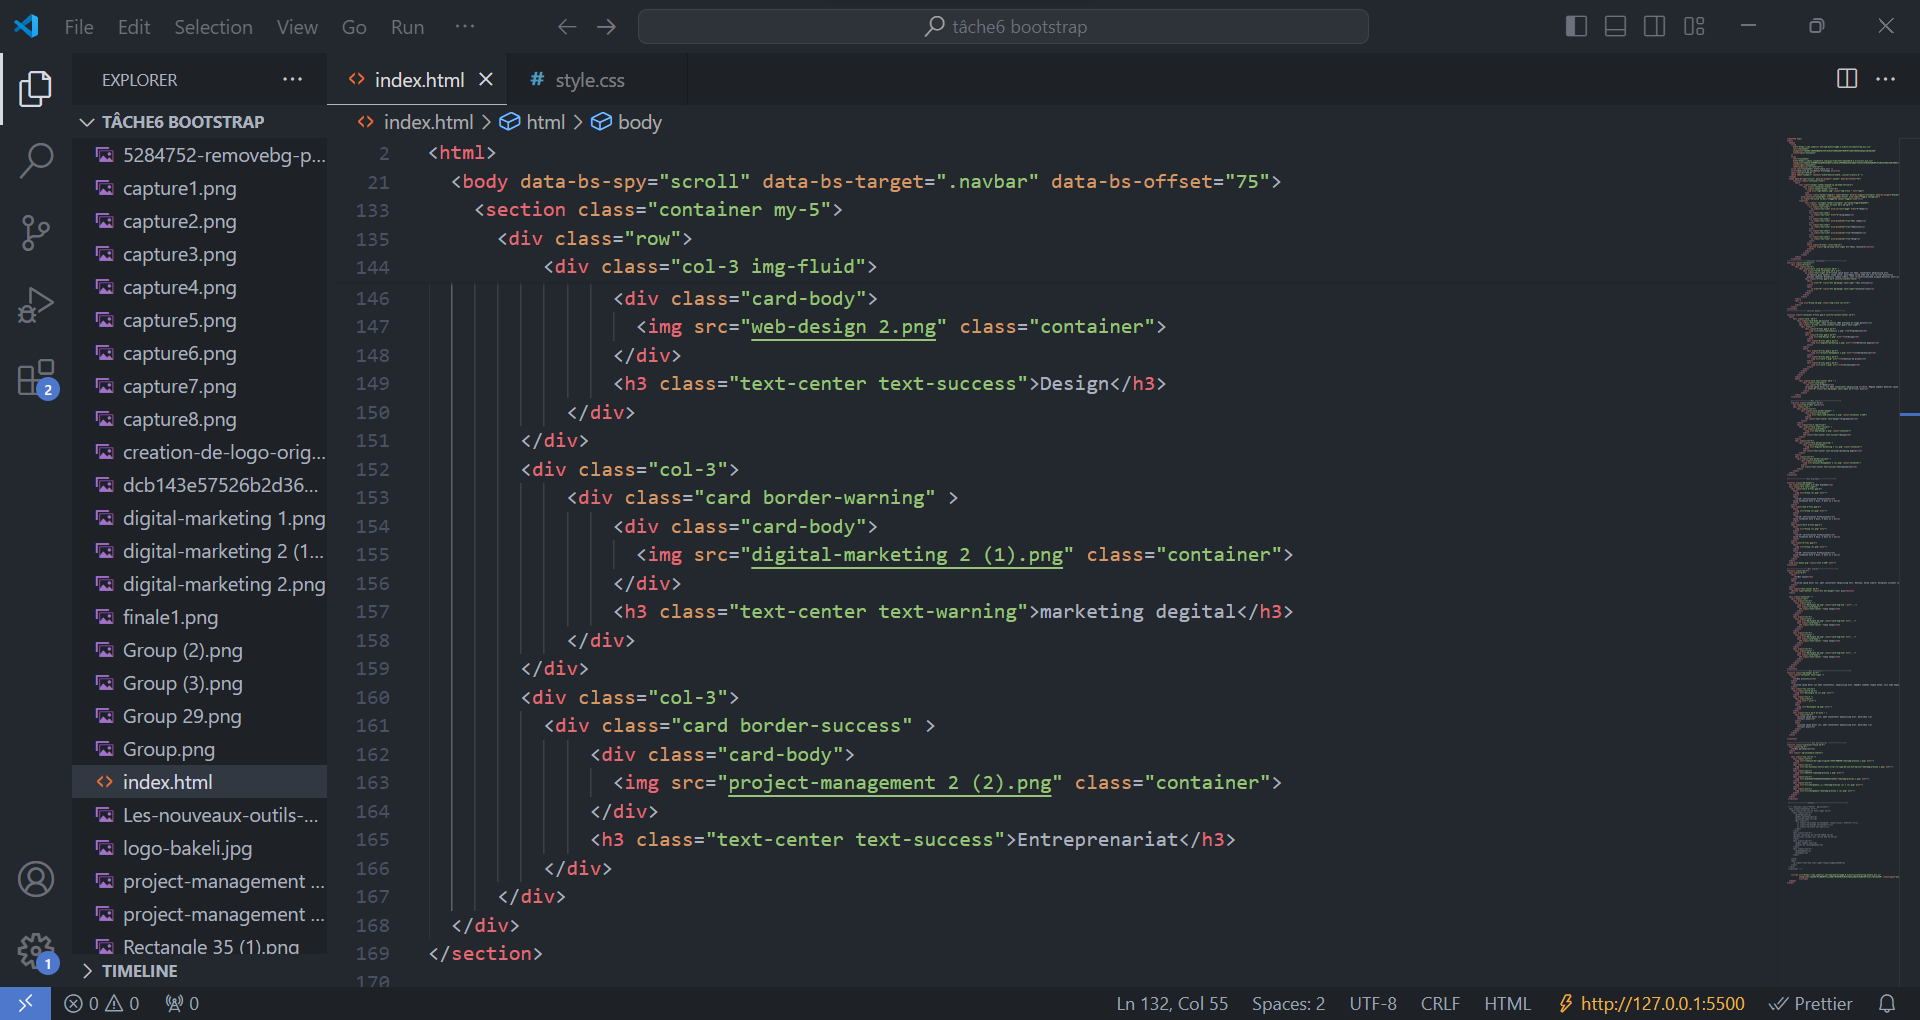 File Edit Selection View Go Run ··· tâche6 bootstrap
EXPLORER ···
TÂCHE6 BOOTSTRAP
5284752-removebg-p...
capture1.png
capture2.png
capture3.png
capture4.png
capture5.png
capture6.png
capture7.png
capture8.png
creation-de-logo-orig...
dcb143e57526b2d36...
digital-marketing 1.png
digital-marketing 2 (1...
digital-marketing 2.png
finale1.png
Group (2).png
Group (3).png
Group 29.png
Group.png
index.html
Les-nouveaux-outils-...
logo-bakeli.jpg
project-management ...
project-management ...
Rectangle 35 (1).png
TIMELINE
2
1
index.html # style.css
index.html > html > body
2 <html>
21 <body data-bs-spy="scroll" data-bs-target=".navbar" data-bs-offset="75">
133 <section class="container my-5">
135 <div class="row">
144 <div class="col-3 img-fluid">
146 <div class="card-body">
147 <img src="web-design 2.png" class="container">
148 </div>
149 <h3 class="text-center text-success">Design</h3>
150 </div>
151 </div>
152 <div class="col-3">
153 <div class="card border-warning" >
154 <div class="card-body">
155 <img src="digital-marketing 2 (1).png" class="container">
156 </div>
157 <h3 class="text-center text-warning">marketing degital</h3>
158 </div>
159 </div>
160 <div class="col-3">
161 <div class="card border-success" >
162 <div class="card-body">
163 <img src="project-management 2 (2).png" class="container">
164 </div>
165 <h3 class="text-center text-success">Entreprenariat</h3>
166 </div>
167 </div>
168 </div>
169 </section>
170
0 0 0 Ln 132, Col 55 Spaces: 2 UTF-8 CRLF HTML http://127.0.0.1:5500 Prettier